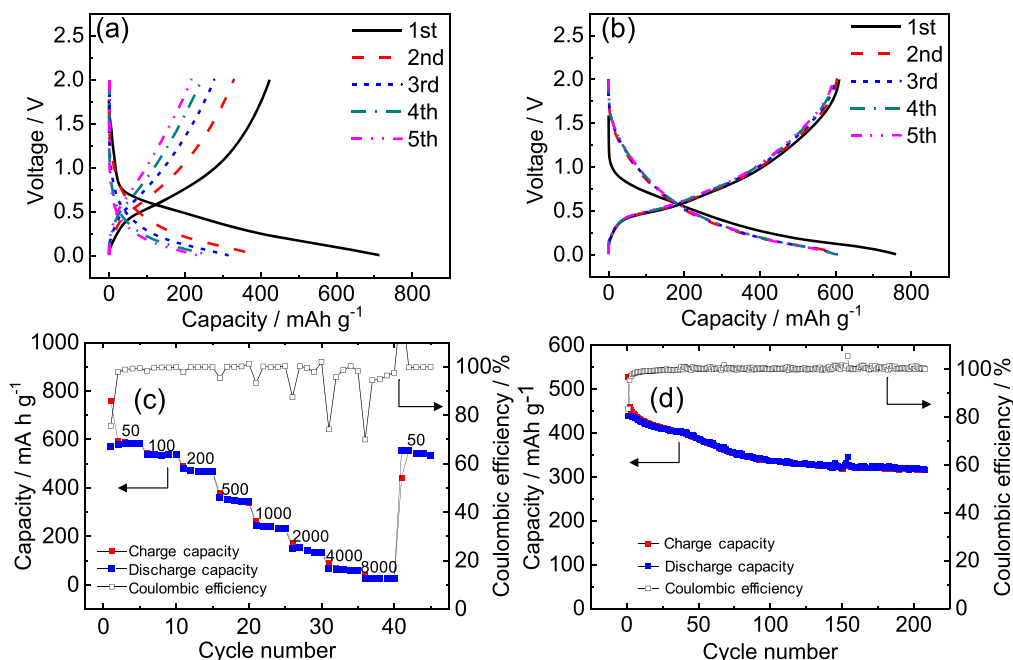 (a)
1st
2nd
3rd
4th
5th
2.5
2.0
1.5
1.0
0.5
0.0
Voltage / V
0 200 400 600 800
Capacity / mAh g⁻¹
(b)
1st
2nd
3rd
4th
5th
2.5
2.0
1.5
1.0
0.5
0.0
Voltage / V
0 200 400 600 800
Capacity / mAh g⁻¹
(c)
1000
800
600
400
200
0
Capacity / mA h g⁻¹
50
100
200
500
1000
2000
4000
8000
50
Charge capacity
Discharge capacity
Coulombic efficiency
100
80
60
40
20
0
Coulombic efficiency / %
0 10 20 30 40
Cycle number
(d)
600
550
500
450
400
350
300
250
200
150
100
50
0
Capacity / mAh g⁻¹
Charge capacity
Discharge capacity
Coulombic efficiency
100
80
60
40
20
0
Coulombic efficiency / %
0 50 100 150 200
Cycle number